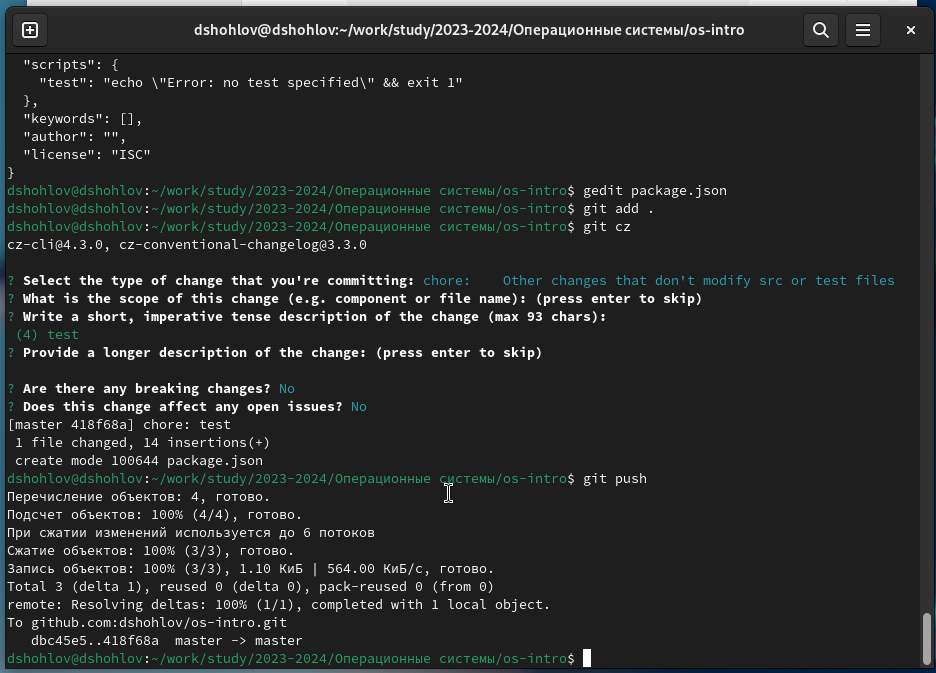 dshohlov@dshohlov:~/work/study/2023-2024/Операционные системы/os-intro
  "scripts": {
    "test": "echo \"Error: no test specified\" && exit 1"
  },
  "keywords": [],
  "author": "",
  "license": "ISC"
}
dshohlov@dshohlov:~/work/study/2023-2024/Операционные системы/os-intro$ gedit package.json
dshohlov@dshohlov:~/work/study/2023-2024/Операционные системы/os-intro$ git add .
dshohlov@dshohlov:~/work/study/2023-2024/Операционные системы/os-intro$ git cz
cz-cli@4.3.0, cz-conventional-changelog@3.3.0

? Select the type of change that you're committing: chore:    Other changes that don't modify src or test files
? What is the scope of this change (e.g. component or file name): (press enter to skip)
? Write a short, imperative tense description of the change (max 93 chars):
 (4) test
? Provide a longer description of the change: (press enter to skip)

? Are there any breaking changes? No
? Does this change affect any open issues? No
[master 418f68a] chore: test
 1 file changed, 14 insertions(+)
 create mode 100644 package.json
dshohlov@dshohlov:~/work/study/2023-2024/Операционные системы/os-intro$ git push
Перечисление объектов: 4, готово.
Подсчет объектов: 100% (4/4), готово.
При сжатии изменений используется до 6 потоков
Сжатие объектов: 100% (3/3), готово.
Запись объектов: 100% (3/3), 1.10 КиБ | 564.00 КиБ/с, готово.
Total 3 (delta 1), reused 0 (delta 0), pack-reused 0 (from 0)
remote: Resolving deltas: 100% (1/1), completed with 1 local object.
To github.com:dshohlov/os-intro.git
   dbc45e5..418f68a  master -> master
dshohlov@dshohlov:~/work/study/2023-2024/Операционные системы/os-intro$